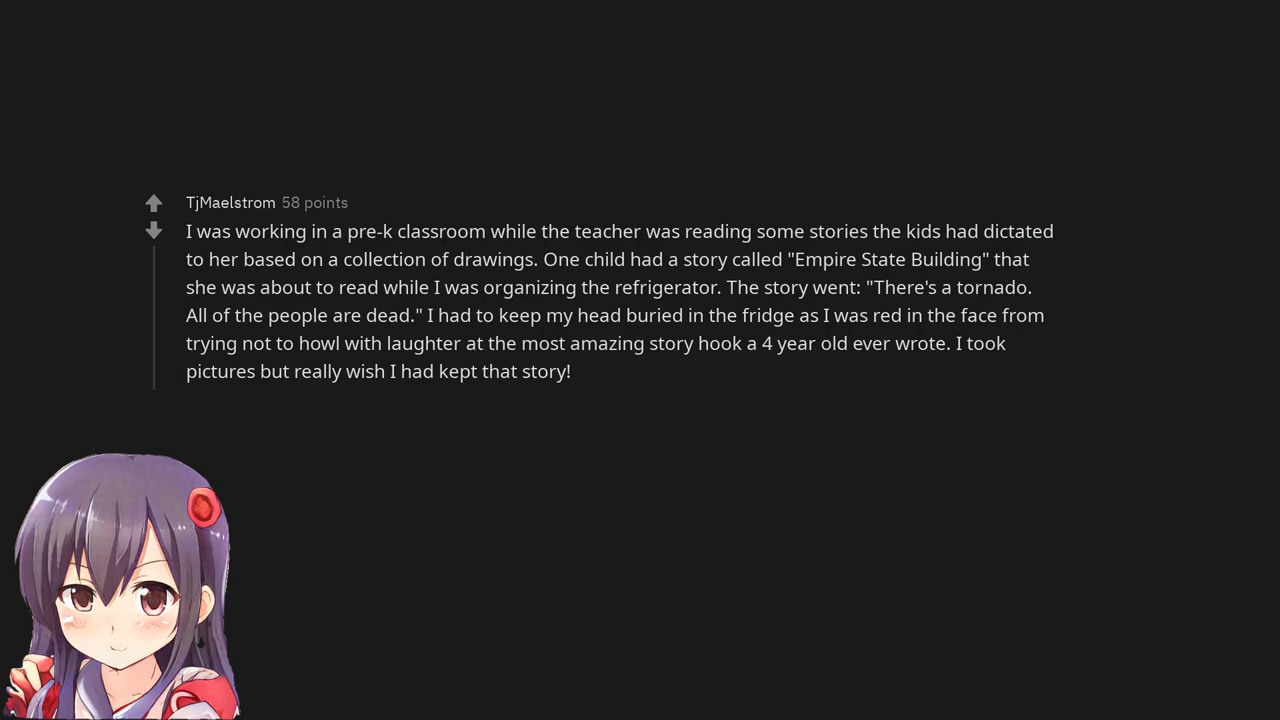 TjMaelstrom 58 points
I was working in a pre-k classroom while the teacher was reading some stories the kids had dictated
to her based on a collection of drawings. One child had a story called "Empire State Building" that
she was about to read while I was organizing the refrigerator. The story went: "There's a tornado.
All of the people are dead." I had to keep my head buried in the fridge as I was red in the face from
trying not to howl with laughter at the most amazing story hook a 4 year old ever wrote. I took
pictures but really wish I had kept that story!